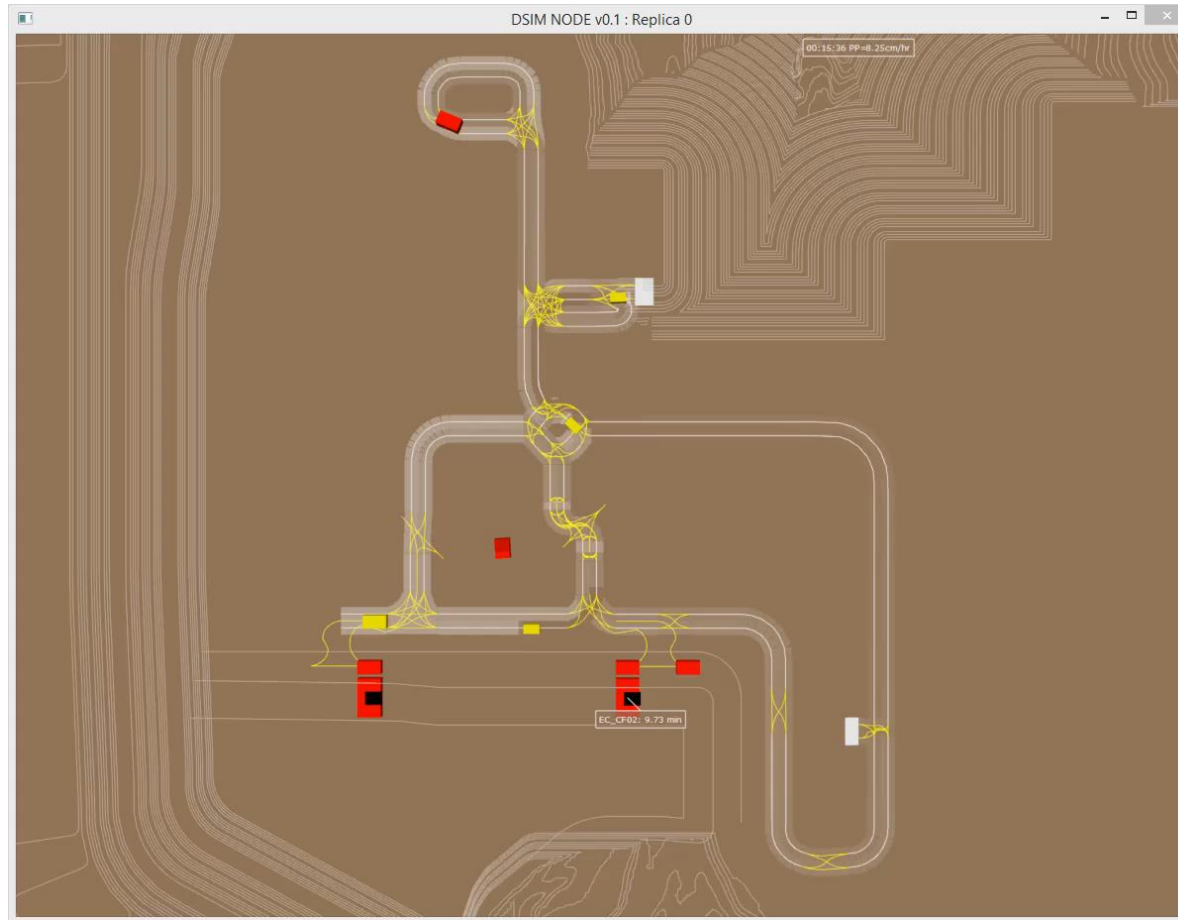 DSIM NODE v0.1 : Replica 0
00:15:36 PP=8.25cm/hr
EC_CF02: 9.73 min